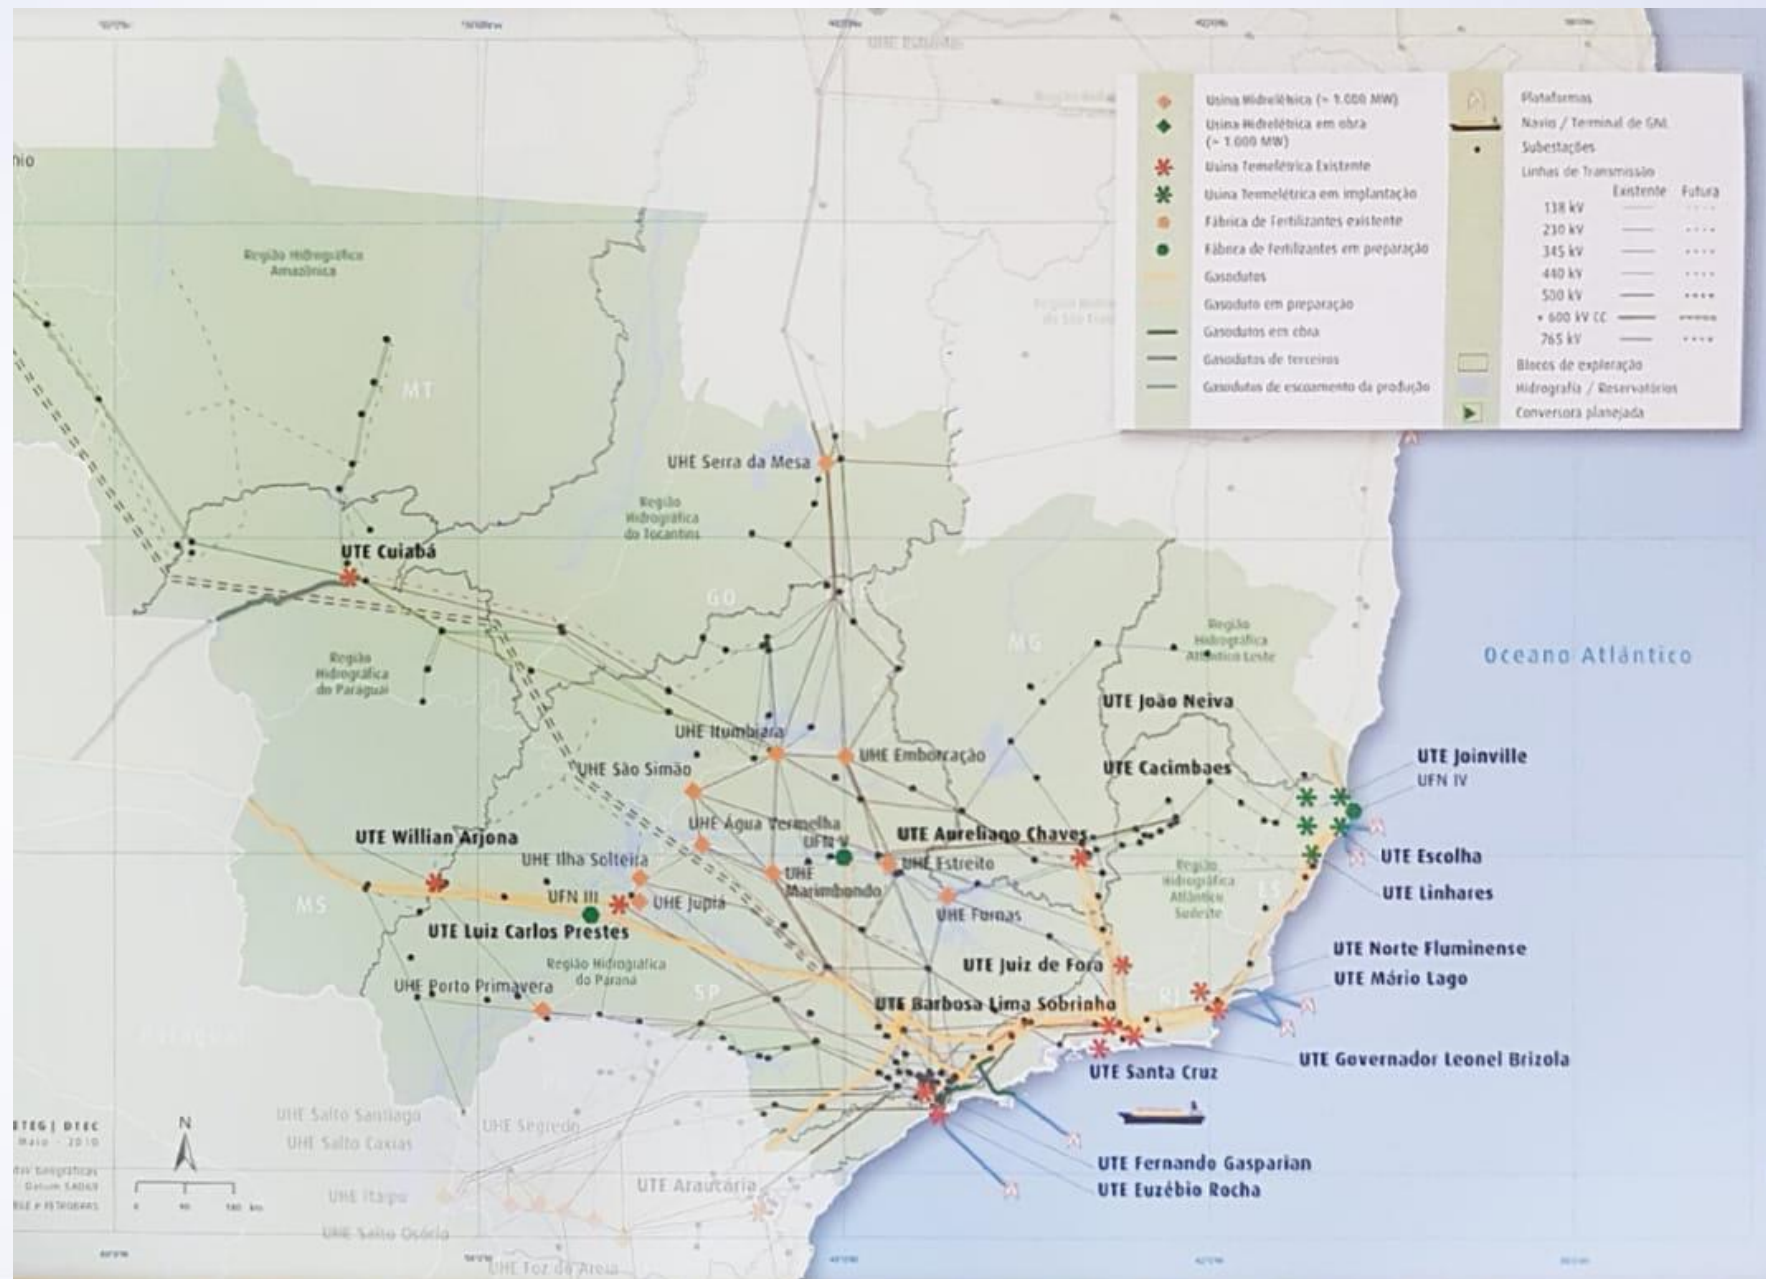 Usina Hidrelétrica (> 1.000 MW)
Usina Hidrelétrica em obra
(> 1.000 MW)
Usina Temelétrica Existente
Usina Termelétrica em implantação
Fábrica de Fertilizantes existente
Fábrica de Fertilizantes em preparação
Gasodutos
Gasoduto em preparação
Gasodutos em obra
Gasodutos de terceiros
Gasodutos de escoamento da produção
Plataformas
Navio / Terminal de GNL
Subestações
Linhas de Transmissão
Existente Futura
138 kV
230 kV
345 kV
440 kV
500 kV
600 kV CC
765 kV
Blocos de exploração
Hidrografia / Reservatórios
Conversora planejada
Região Hidrográfica
Amazônica
MT
UHE Serra da Mesa
Região
Hidrográfica
do Tocantins
UTE Cuiabá
GO
MG
Região
Hidrográfica
Atlântico Leste
Região
Hidrográfica
do Paraguai
Oceano Atlântico
UTE João Neiva
UHE Itumbiara
UHE Emborcação
UTE Joinville
UFN IV
UHE São Simão
UTE Cacimbaes
UHE Água Vermelha
UTE Willian Arjona
UFN V
UTE Aureliano Chaves
UHE Ilha Solteira
UHE Estreito
UTE Escolha
UHE
Marimbondo
Região
Hidrográfica
Atlântico
Sudeste
ES
MS
UFN III
UHE Jupiá
UTE Linhares
UHE Furnas
UTE Luiz Carlos Prestes
UTE Norte Fluminense
UTE Juiz de Fora
Região Hidrográfica
do Paraná
UTE Mário Lago
UHE Porto Primavera
SP
RJ
UTE Barbosa Lima Sobrinho
UTE Governador Leonel Brizola
UTE Santa Cruz
UHE Salto Santiago
UHE Segredo
N
UHE Salto Caxias
UTE Fernando Gasparian
UTE Euzébio Rocha
UTE Araucária
UHE Itaipu
UHE Salto Osório
UHE Foz do Areia
Maio - 2010